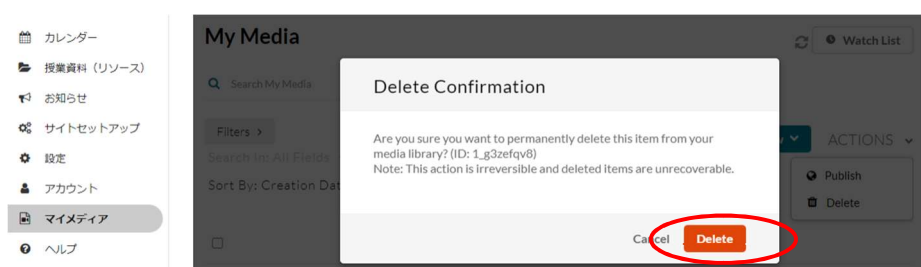 カレンダー
授業資料（リソース）
お知らせ
サイトセットアップ
設定
アカウント
マイメディア
ヘルプ
My Media
Watch List
Search My Media
Filters >
ACTIONS
Search In: All Fields
Sort By: Creation Dat
Publish
Delete
Delete Confirmation
Are you sure you want to permanently delete this item from your
media library? (ID: 1_g3zefqv8)
Note: This action is irreversible and deleted items are unrecoverable.
Cancel
Delete